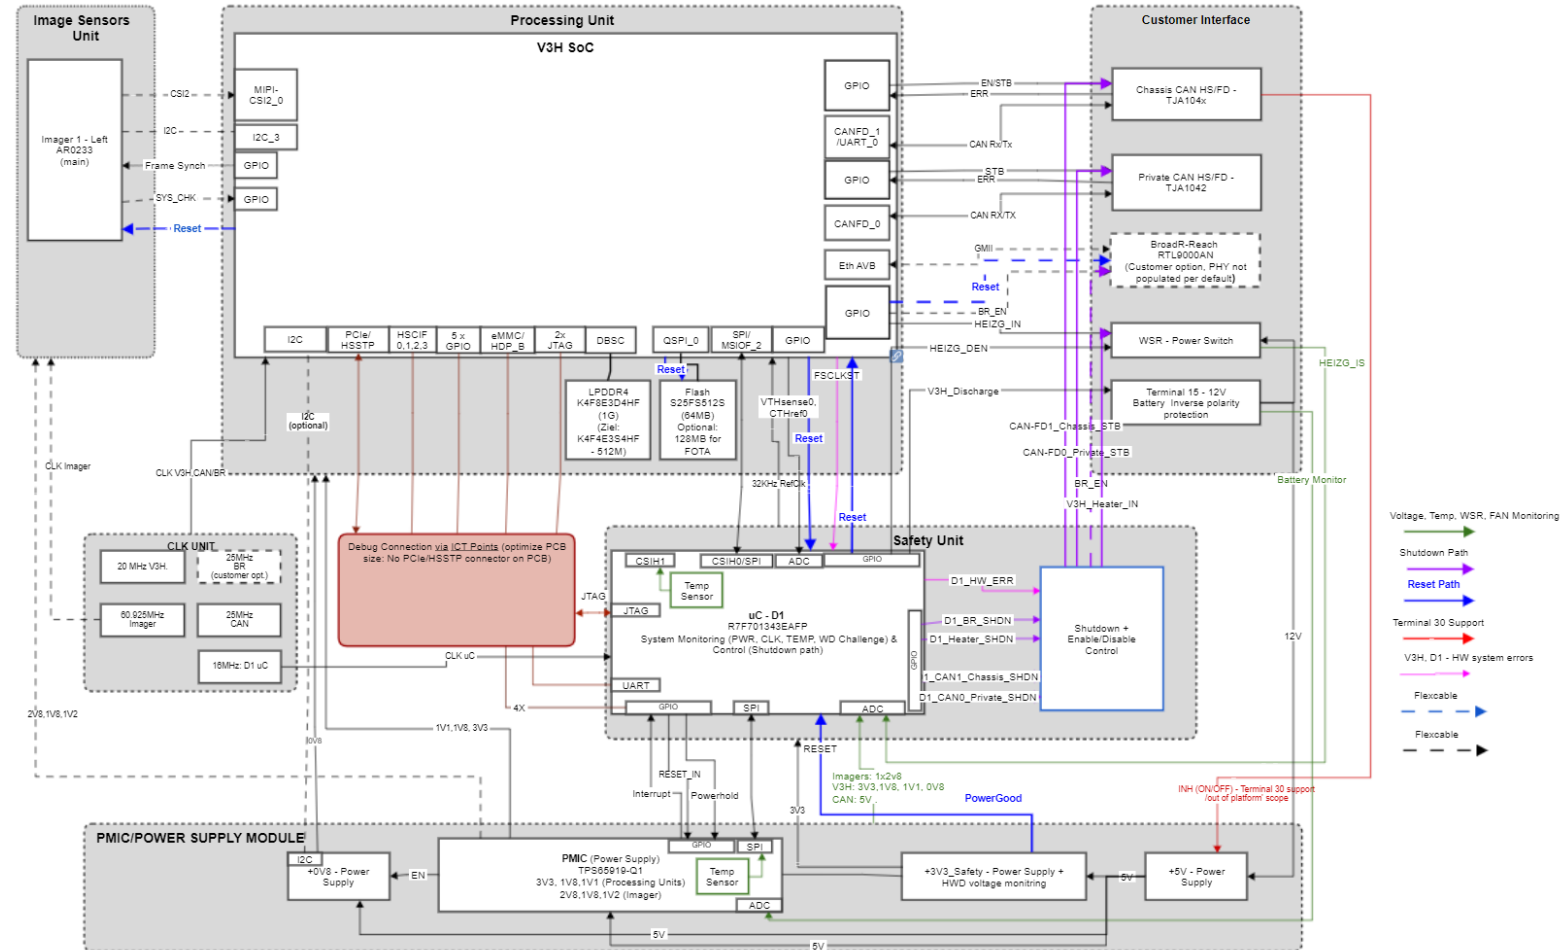 Image Sensors
Unit
Imager 1 - Left
AR0233
(main)
CSI2
I2C
Frame Synch
SYS_CHK
Reset
Processing Unit
V3H SoC
MIPI-
CSI2_0
I2C_3
GPIO
GPIO
GPIO
CANFD_1
/UART_0
GPIO
CANFD_0
Eth AVB
GPIO
I2C
PCIe/
HSSTP
HSCIF
0,1,2,3
5 x
GPIO
eMMC/
HDP_B
2x
JTAG
DBSC
QSPI_0
SPI/
MSIOF_2
GPIO
LPDDR4
K4F8E3D4HF
(1G)
(Ziel:
K4F4E3S4HF
- 512M)
Reset
Flash
S25FS512S
(64MB)
Optional:
128MB for
FOTA
VTHsense0,
CTHref0
Reset
FSCLKST
I2C
(optional)
32KHz RefClk
Reset
EN/STB
ERR
CAN Rx/Tx
STB
ERR
CAN RX/TX
GMII
Reset
BR_EN
HEIZG_IN
HEIZG_DEN
V3H_Discharge
Customer Interface
Chassis CAN HS/FD -
TJA104x
Private CAN HS/FD -
TJA1042
BroadR-Reach
RTL9000AN
(Customer option, PHY not
populated per default)
WSR - Power Switch
Terminal 15 - 12V
Battery Inverse polarity
protection
HEIZG_IS
CAN-FD1_Chassis_STB
CAN-FD0_Private_STB
BR_EN
V3H_Heater_IN
Battery Monitor
12V
Voltage, Temp, WSR, FAN Monitoring
Shutdown Path
Reset Path
Terminal 30 Support
V3H, D1 - HW system errors
Flexcable
Flexcable
CLK Imager
CLK V3H,CAN/BR
CLK UNIT
20 MHz V3H.
25MHz
BR
(customer opt.)
60.925MHz
Imager
25MHz
CAN
16MHz: D1 uC
CLK uC
Debug Connection via ICT Points (optimize PCB
size: No PCIe/HSSTP connector on PCB)
JTAG
4X
Safety Unit
CSIH1
CSIH0/SPI
ADC
GPIO
Temp
Sensor
JTAG
uC - D1
R7F701343EAFP
System Monitoring (PWR, CLK, TEMP, WD Challenge) &
Control (Shutdown path)
UART
GPIO
SPI
ADC
GPIO
D1_HW_ERR
D1_BR_SHDN
D1_Heater_SHDN
1_CAN1_Chassis_SHDN
D1_CAN0_Private_SHDN
Shutdown +
Enable/Disable
Control
2V8,1V8,1V2
0V8
1V1,1V8, 3V3
Interrupt
RESET_IN
Powerhold
3V3
RESET
Imagers: 1x2v8
V3H: 3V3,1V8, 1V1, 0V8
CAN: 5V
PowerGood
INH (ON/OFF) - Terminal 30 support
'out of platform' scope
PMIC/POWER SUPPLY MODULE
I2C
+0V8 - Power
Supply
EN
PMIC (Power Supply)
TPS65919-Q1
3V3, 1V8,1V1 (Processing Units)
2V8,1V8,1V2 (Imager)
GPIO
SPI
Temp
Sensor
ADC
+3V3_Safety - Power Supply +
HWD voltage monitring
5V
+5V - Power
Supply
5V
5V